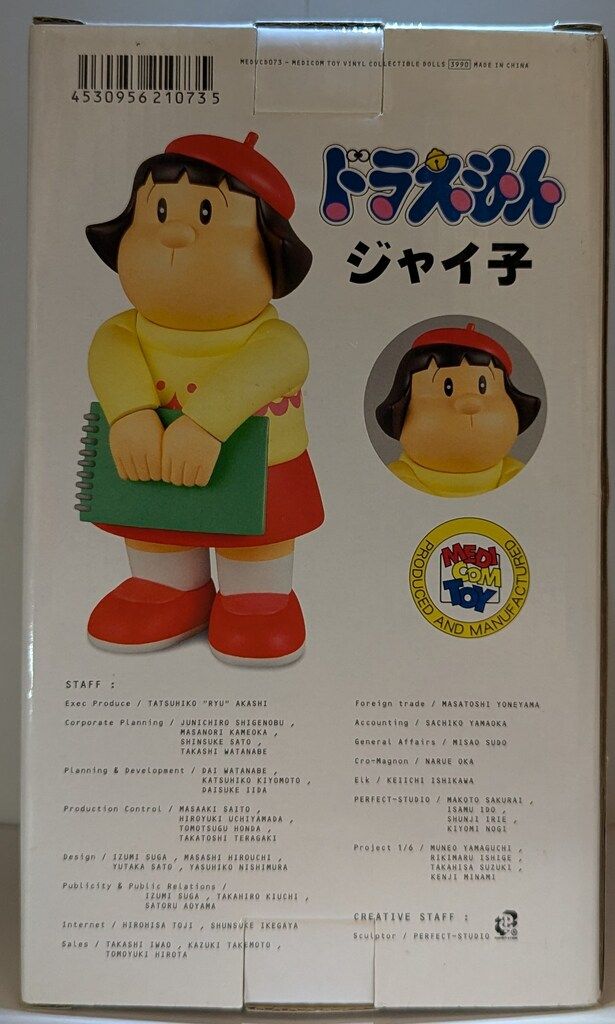 MEDVCD073 - MEDICOM TOY VINYL COLLECTIBLE DOLLS 3990 MADE IN CHINA
4530956210735
ドラえもん
ジャイ子
MEDI
COM
TOY
PRODUCED AND MANUFACTURED
STAFF :
Exec Produce / TATSUHIKO "RYU" AKASHI
Corporate Planning / JUNICHIRO SHIGENOBU ,
MASANORI KAMEOKA ,
SHINSUKE SATO ,
TAKASHI WATANABE
Planning & Development / DAI WATANABE ,
KATSUHIKO KIYOMOTO ,
DAISUKE IIDA
Production Control / MASAAKI SAITO ,
HIROYUKI UCHIYAMADA ,
TOMOTSUGU HONDA ,
TAKATOSHI TERAGAKI
Design / IZUMI SUGA , MASASHI HIROUCHI ,
YUTAKA SATO , YASUHIKO NISHIMURA
Publicity & Public Relations /
IZUMI SUGA , TAKAHIRO KIUCHI ,
SATORU AOYAMA
Internet / HIROHISA TOJI , SHUNSUKE IKEGAYA
Sales / TAKASHI IWAO , KAZUKI TAKEMOTO ,
TOMOYUKI HIROTA
Foreign trade / MASATOSHI YONEYAMA
Accounting / SACHIKO YAMAOKA
General Affairs / MISAO SUDO
Cro-Magnon / NARUE OKA
Elk / KEIICHI ISHIKAWA
PERFECT-STUDIO / MAKOTO SAKURAI ,
ISAMU IDO ,
SHUNJI IRIE ,
KIYOMI NOGI
Project 1/6 / MUNEO YAMAGUCHI ,
RIKIMARU ISHIGE ,
TAKAHISA SUZUKI ,
KENJI MINAMI
CREATIVE STAFF :
Sculptor / PERFECT-STUDIO